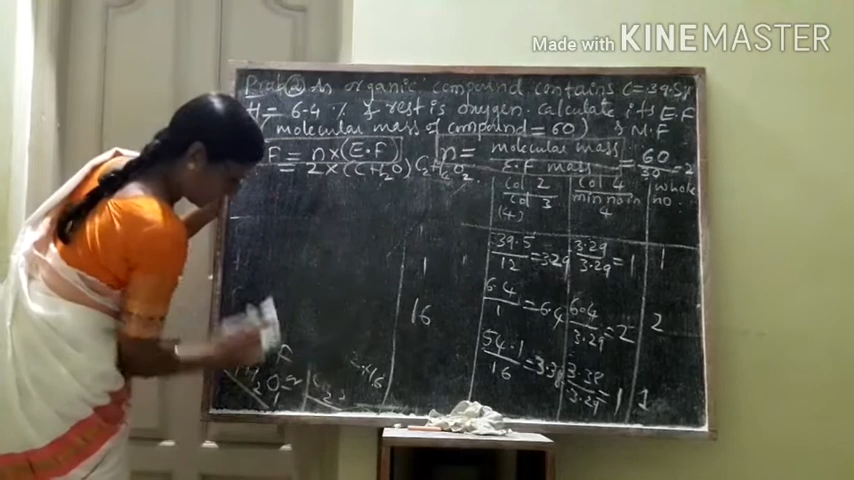 Made with KINEMASTER
Prob ② An organic compound contains C=39.5%
H= 6.4 % & rest is oxygen. Calculate its E.F
& M.F
molecular mass of compound = 60)
F = n x (E.F) n = molecular mass / E.F mass = 60/30 = 2
= 2 x (CH2O) C2H4O2
col 2 / col 3 (4)
col 4 / min no in 4
whole no.
1 39.5/12 = 3.29 3.29/3.29 = 1 1
1 6.4/1 = 6.4 6.4/3.29 = 2 2
16 54.1/16 = 3.38 3.38/3.29 = 1 1